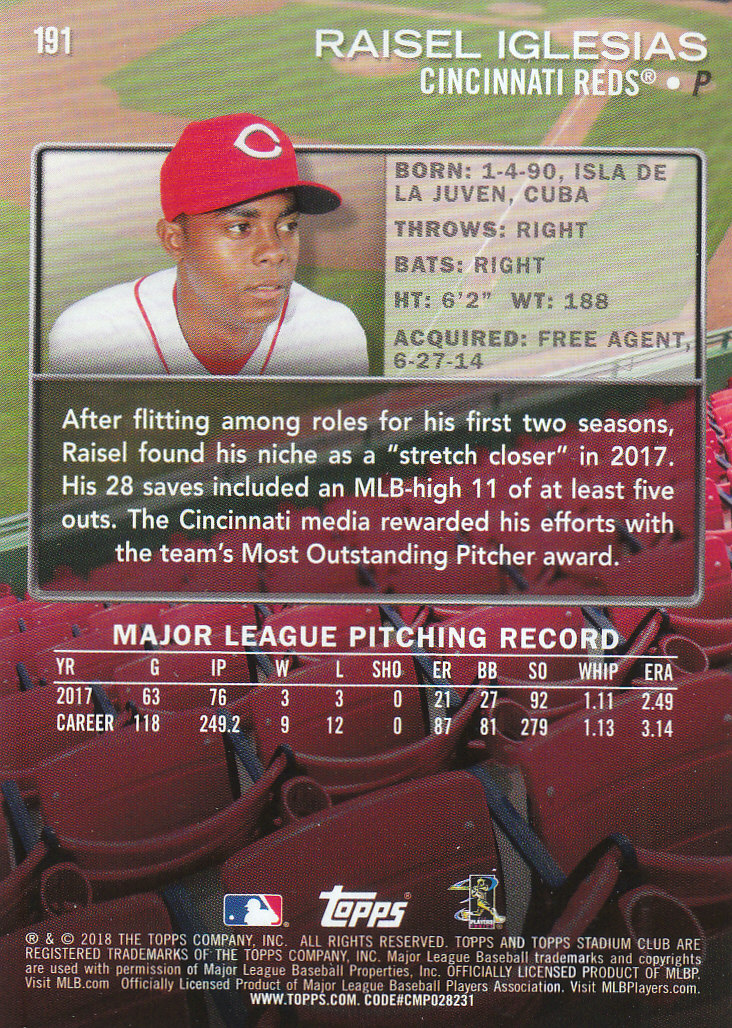 191
RAISEL IGLESIAS
CINCINNATI REDS® • P
BORN: 1-4-90, ISLA DE
LA JUVEN, CUBA
THROWS: RIGHT
BATS: RIGHT
HT: 6'2" WT: 188
ACQUIRED: FREE AGENT,
6-27-14
After flitting among roles for his first two seasons,
Raisel found his niche as a "stretch closer" in 2017.
His 28 saves included an MLB-high 11 of at least five
outs. The Cincinnati media rewarded his efforts with
the team's Most Outstanding Pitcher award.
MAJOR LEAGUE PITCHING RECORD
YR G IP W L SHO ER BB SO WHIP ERA
2017 63 76 3 3 0 21 27 92 1.11 2.49
CAREER 118 249.2 9 12 0 87 81 279 1.13 3.14
Topps®
PLAYERS
® & © 2018 THE TOPPS COMPANY, INC. ALL RIGHTS RESERVED. TOPPS AND TOPPS STADIUM CLUB ARE
REGISTERED TRADEMARKS OF THE TOPPS COMPANY, INC. Major League Baseball trademarks and copyrights
are used with permission of Major League Baseball Properties, Inc. OFFICIALLY LICENSED PRODUCT OF MLBP.
Visit MLB.com Officially Licensed Product of Major League Baseball Players Association. Visit MLBPlayers.com.
WWW.TOPPS.COM. CODE#CMP028231